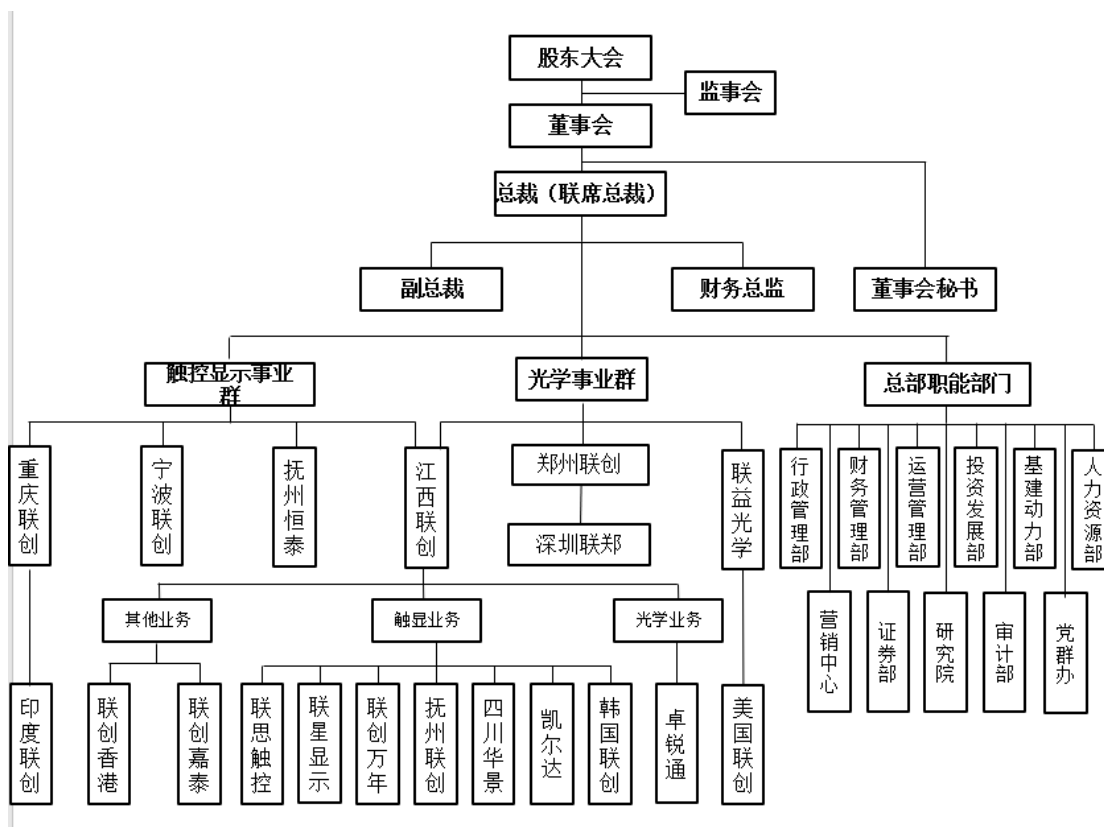 股东大会
监事会
董事会
总裁（联席总裁）
副总裁
财务总监
董事会秘书
触控显示事业
群
光学事业群
总部职能部门
重庆联创
宁波联创
抚州恒泰
江西联创
郑州联创
深圳联郑
联益光学
行政管理部
财务管理部
运营管理部
投资发展部
基建动力部
人力资源部
其他业务
触显业务
光学业务
营销中心
证券部
研究院
审计部
党群办
印度联创
联创香港
联创嘉泰
联思触控
联星显示
联创万年
抚州联创
四川华景
凯尔达
韩国联创
卓锐通
美国联创